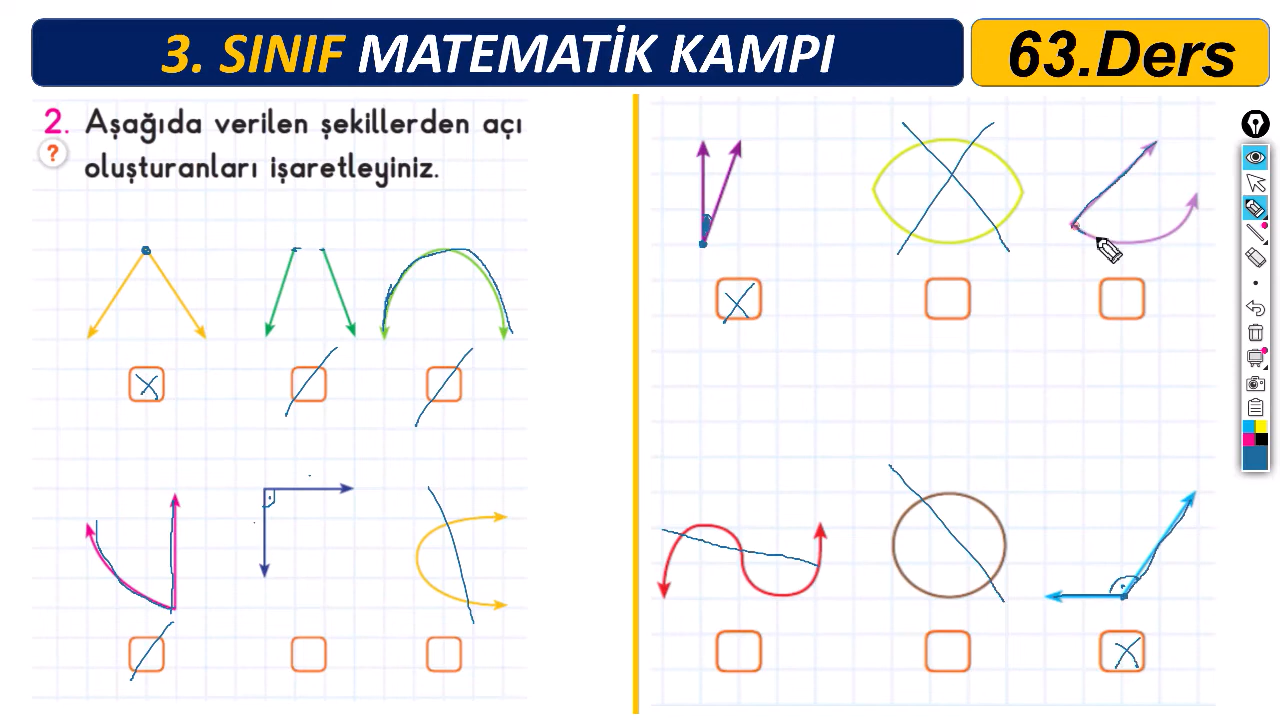 3. SINIF MATEMATİK KAMPI
63.Ders
2. Aşağıda verilen şekillerden açı
? oluşturanları işaretleyiniz.